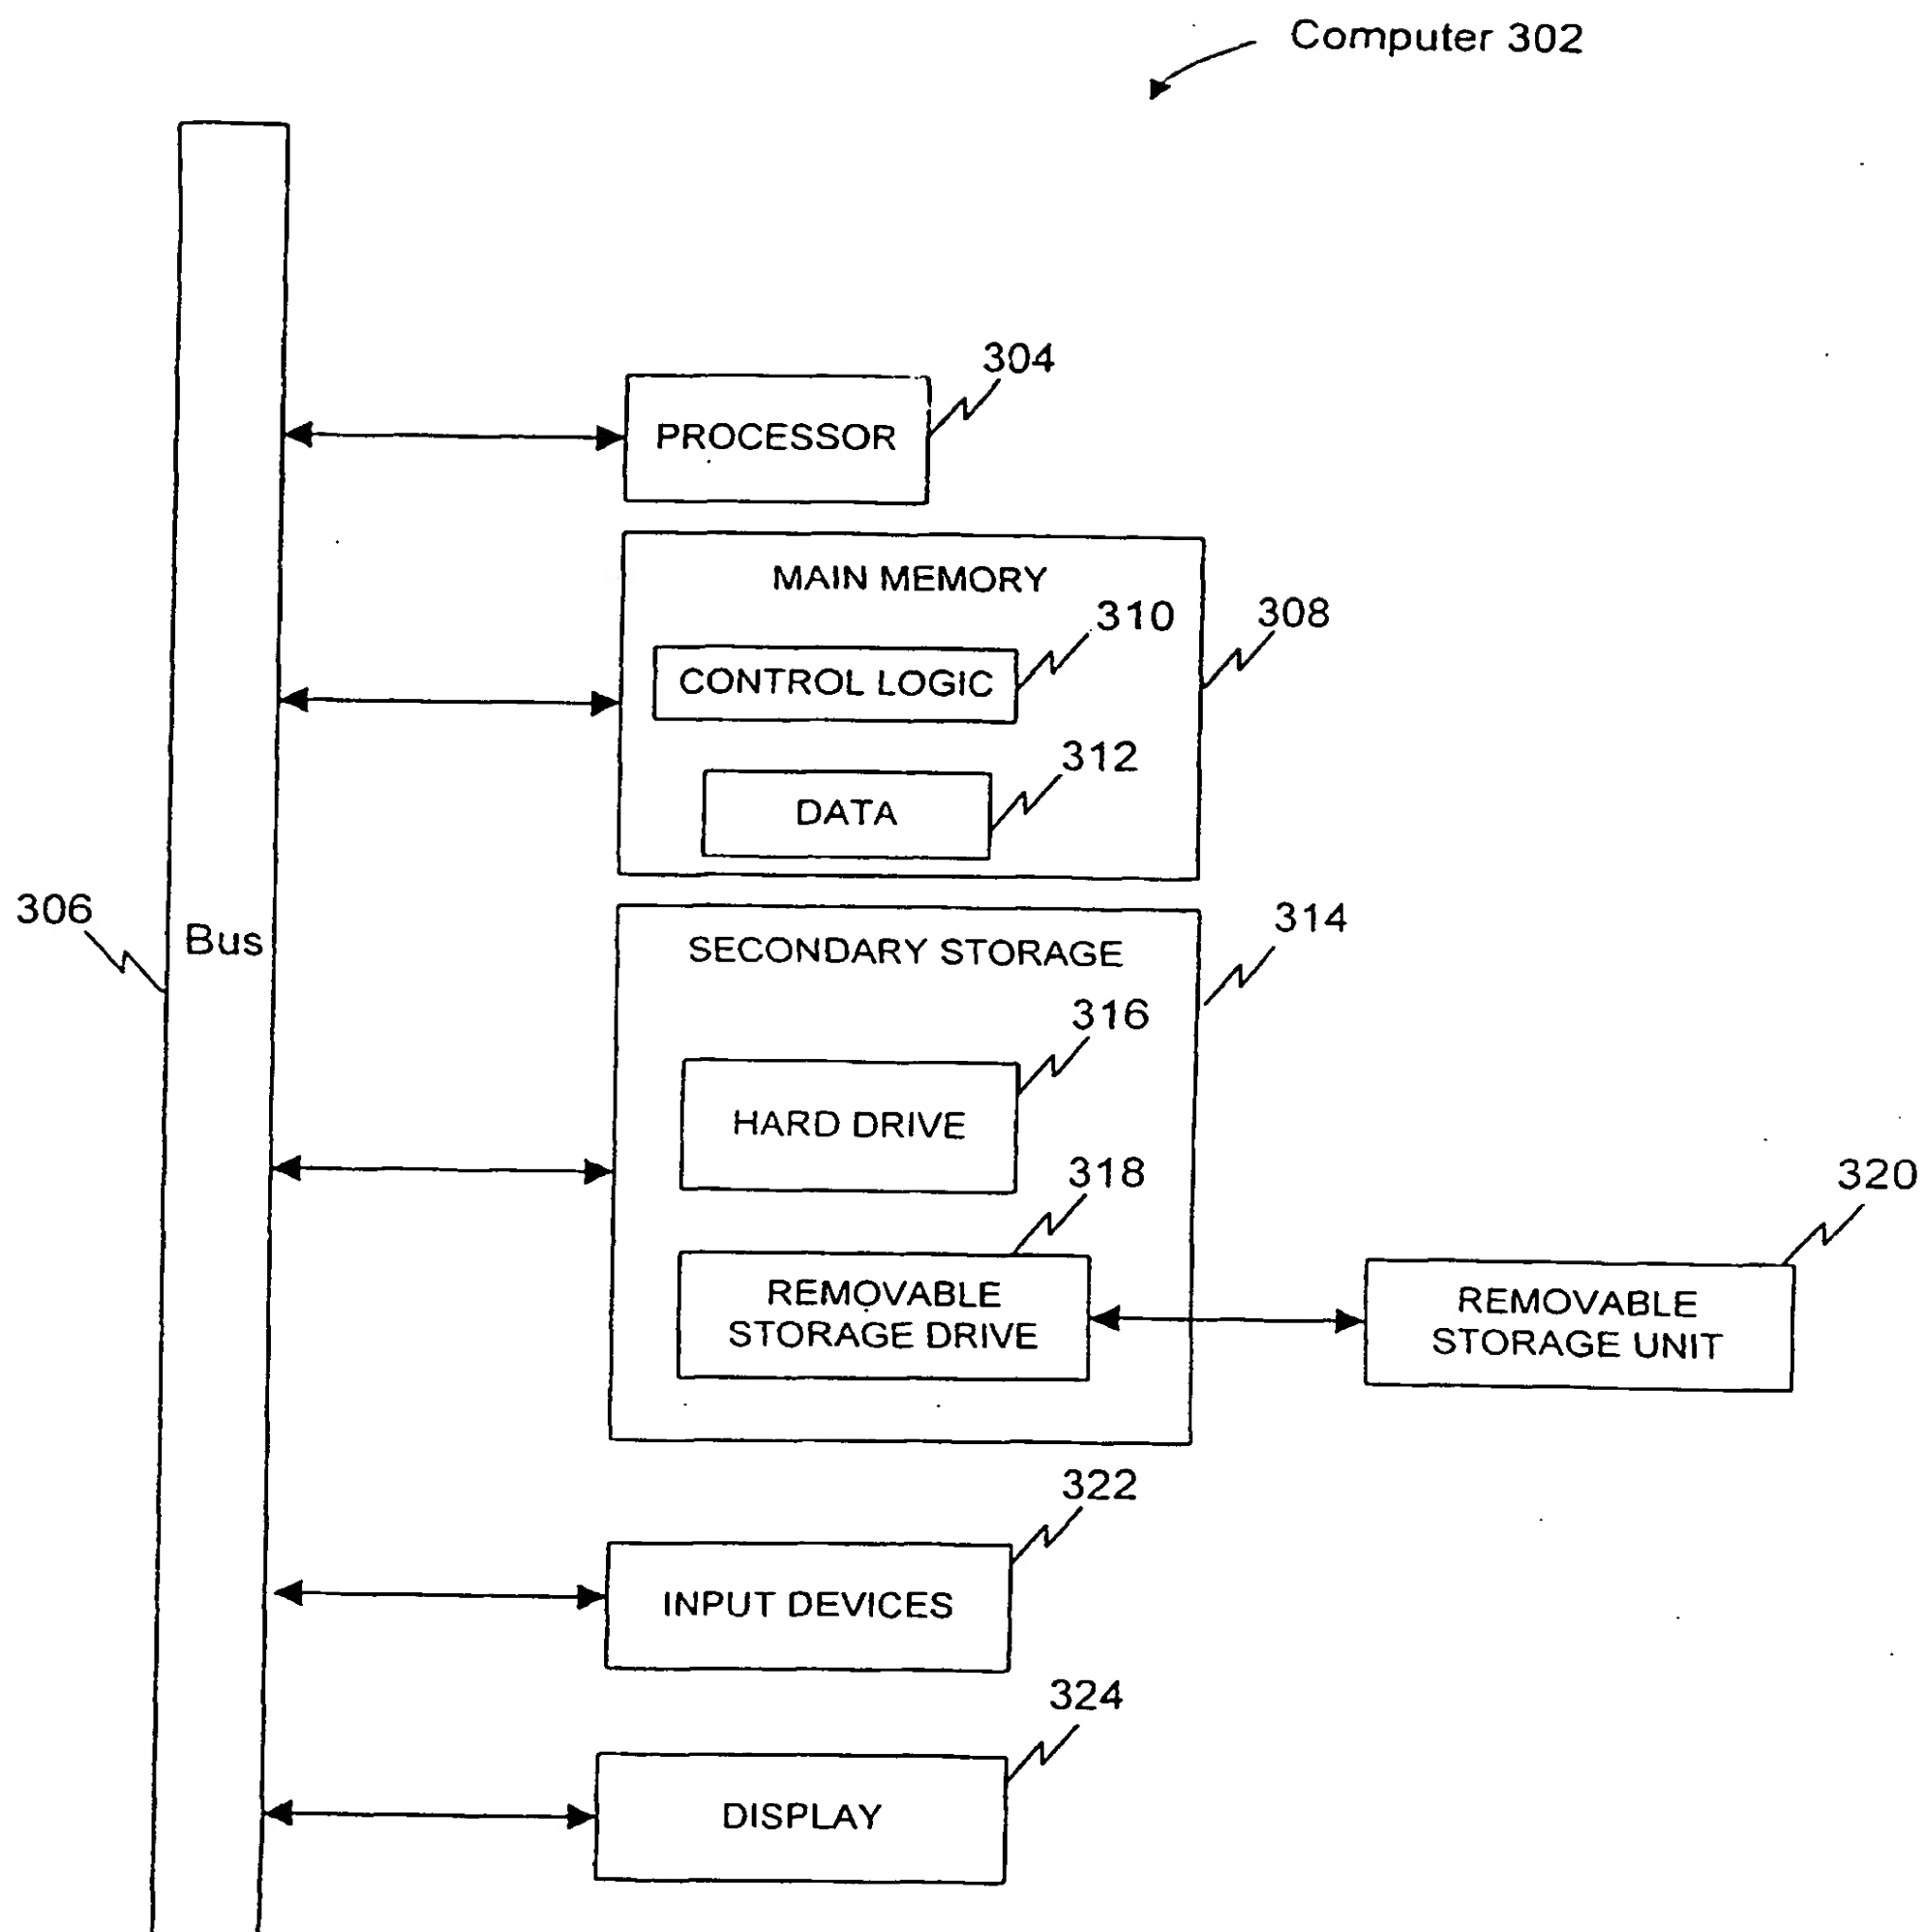 Computer 302
304
PROCESSOR
MAIN MEMORY
310
308
CONTROL LOGIC
312
DATA
306
Bus
314
SECONDARY STORAGE
316
HARD DRIVE
318
320
REMOVABLE
STORAGE DRIVE
REMOVABLE
STORAGE UNIT
322
INPUT DEVICES
324
DISPLAY